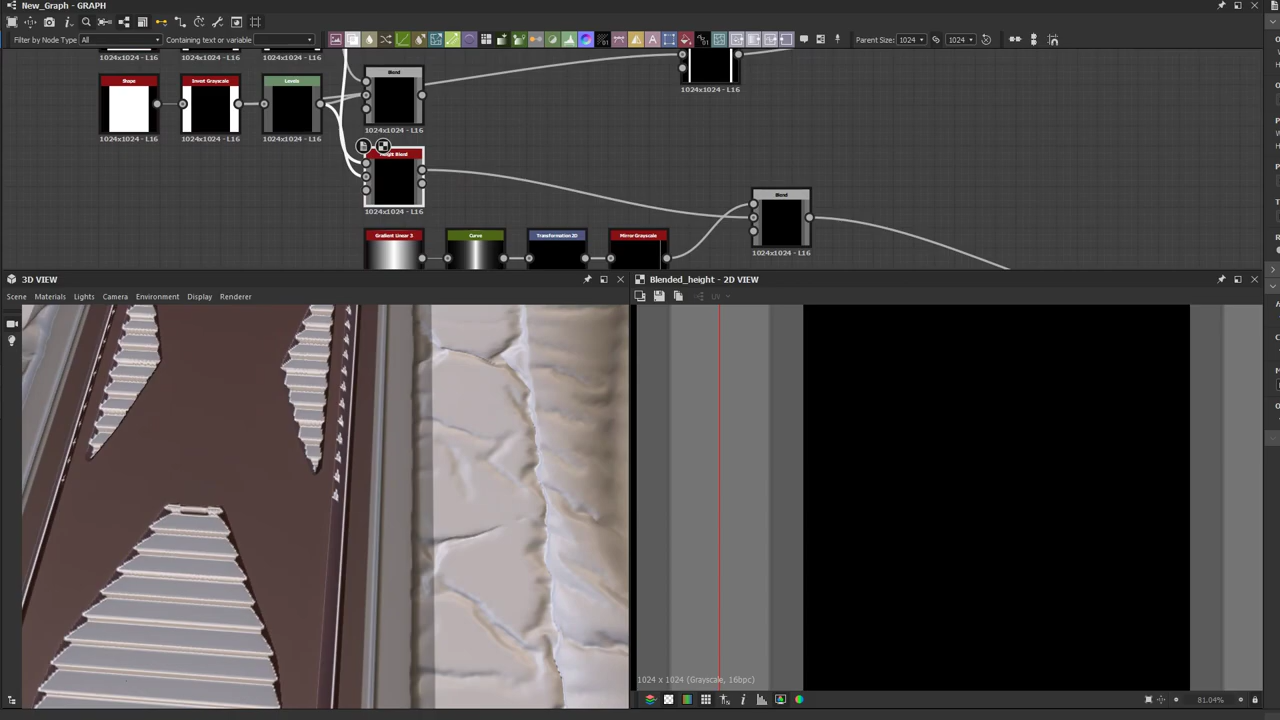 New_Graph - GRAPH
Filter by Node Type All Containing text or variable Parent Size: 1024 1024
1024x1024 - L16 1024x1024 - L16 1024x1024 - L16
Blend
1024x1024 - L16
Shape Invert Grayscale Levels
1024x1024 - L16 1024x1024 - L16 1024x1024 - L16
1024x1024 - L16
Height Blend
1024x1024 - L16
Blend
1024x1024 - L16
Gradient Linear 3 Curve Transformation 2D Mirror Grayscale
3D VIEW
Scene Materials Lights Camera Environment Display Renderer
Blended_height - 2D VIEW
UV
1024 x 1024 (Grayscale, 16bpc)
81.04%